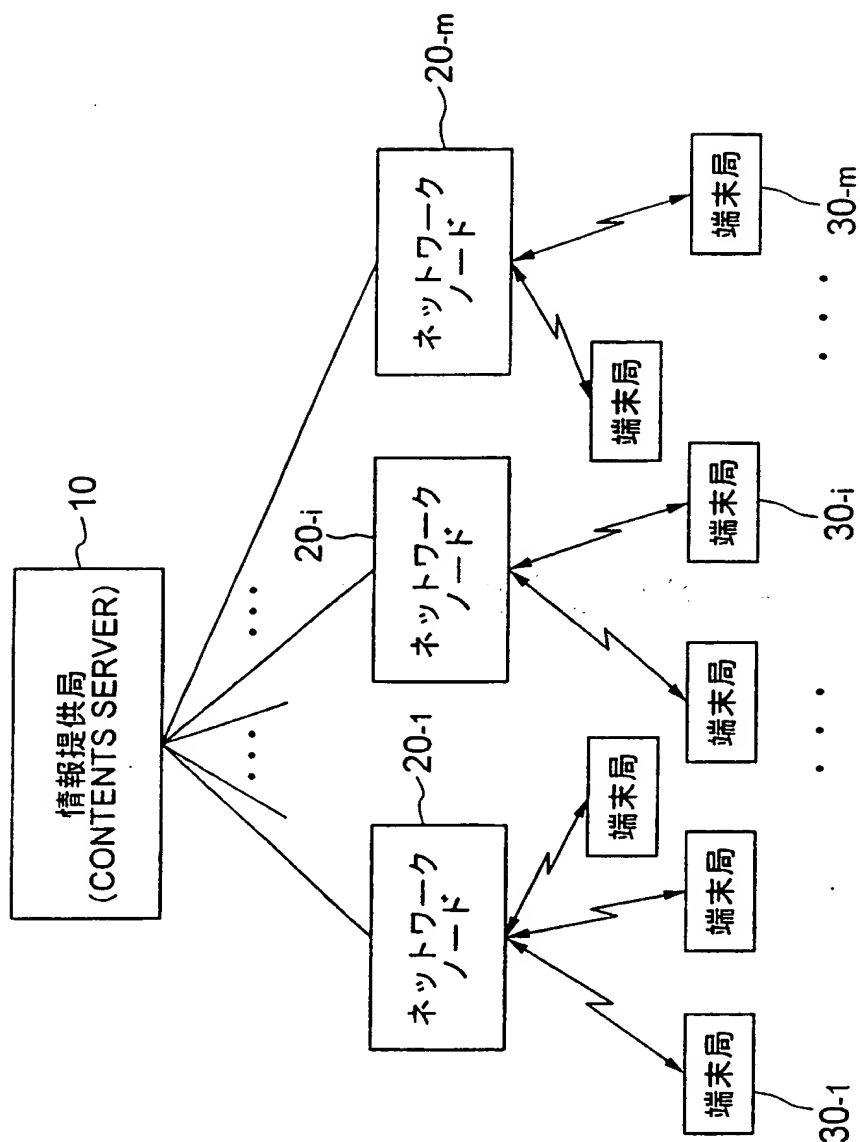 情報提供局
(CONTENTS SERVER)
10
ネットワーク
ノード
20-1
ネットワーク
ノード
20-i
ネットワーク
ノード
20-m
端末局
30-1
端末局
端末局
端末局
端末局
30-i
端末局
端末局
30-m